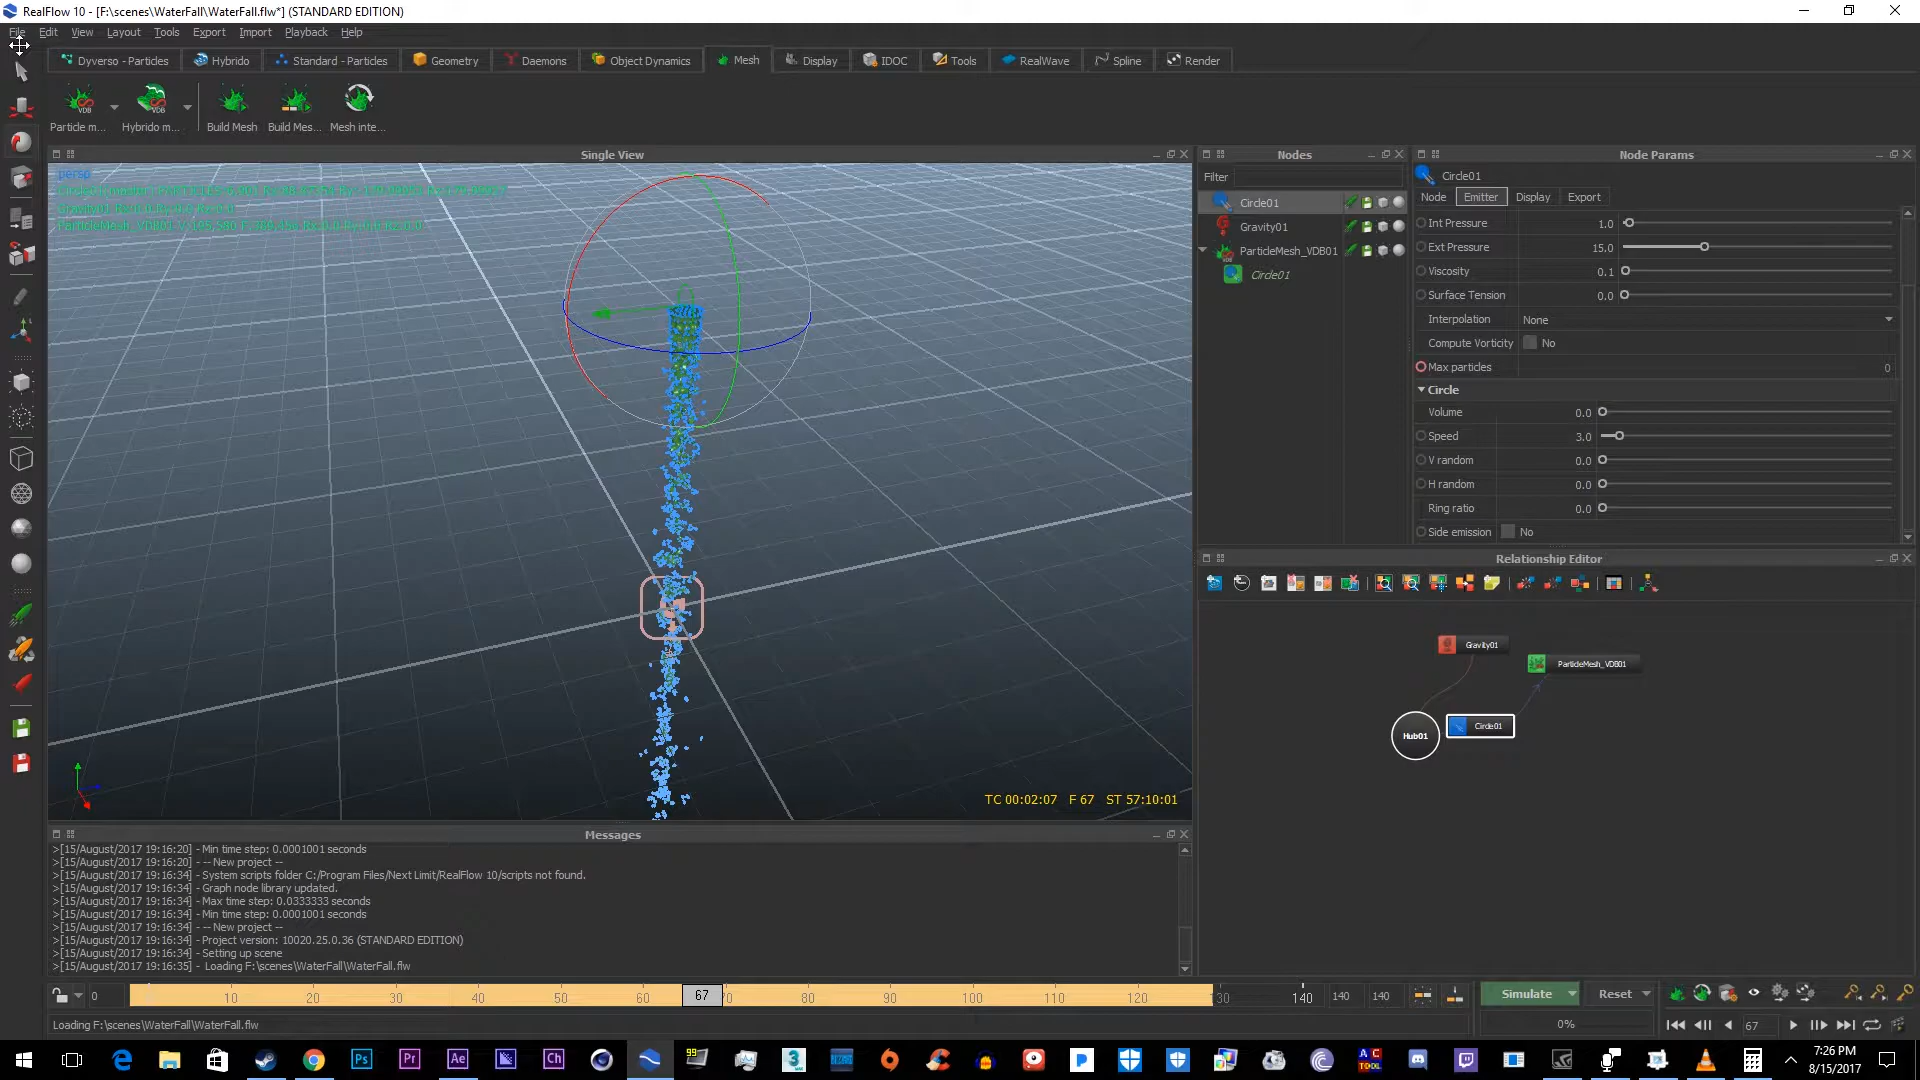 RealFlow 10 - [F:\scenes\WaterFall\WaterFall.flw*] (STANDARD EDITION)
File Edit View Layout Tools Export Import Playback Help
Dyverso - Particles Hybrido Standard - Particles Geometry Daemons Object Dynamics Mesh Display IDOC Tools RealWave Spline Render
Particle m... Hybrido m... Build Mesh Build Mes... Mesh inte...
Single View
persp
TC 00:02:07 F 67 ST 57:10:01
Nodes
Filter
Circle01
Gravity01
ParticleMesh_VDB01
Circle01
Node Params
Circle01
Node Emitter Display Export
Int Pressure 1.0
Ext Pressure 15.0
Viscosity 0.1
Surface Tension 0.0
Interpolation None
Compute Vorticity No
Max particles 0
Circle
Volume 0.0
Speed 3.0
V random 0.0
H random 0.0
Ring ratio 0.0
Side emission No
Relationship Editor
Gravity01
ParticleMesh_VDB01
Hub01
Circle01
Messages
>[15/August/2017 19:16:20] - Min time step: 0.0001001 seconds
>[15/August/2017 19:16:20] - -- New project --
>[15/August/2017 19:16:34] - System scripts folder C:/Program Files/Next Limit/RealFlow 10/scripts not found.
>[15/August/2017 19:16:34] - Graph node library updated.
>[15/August/2017 19:16:34] - Max time step: 0.0333333 seconds
>[15/August/2017 19:16:34] - Min time step: 0.0001001 seconds
>[15/August/2017 19:16:34] - -- New project --
>[15/August/2017 19:16:34] - Project version: 10020.25.0.36 (STANDARD EDITION)
>[15/August/2017 19:16:34] - Setting up scene
>[15/August/2017 19:16:35] - Loading F:\scenes\WaterFall\WaterFall.flw
0 10 20 30 40 50 60 67 70 80 90 100 110 120 130 140 140 140
Simulate Reset
Loading F:\scenes\WaterFall\WaterFall.flw
0%
67
7:26 PM
8/15/2017